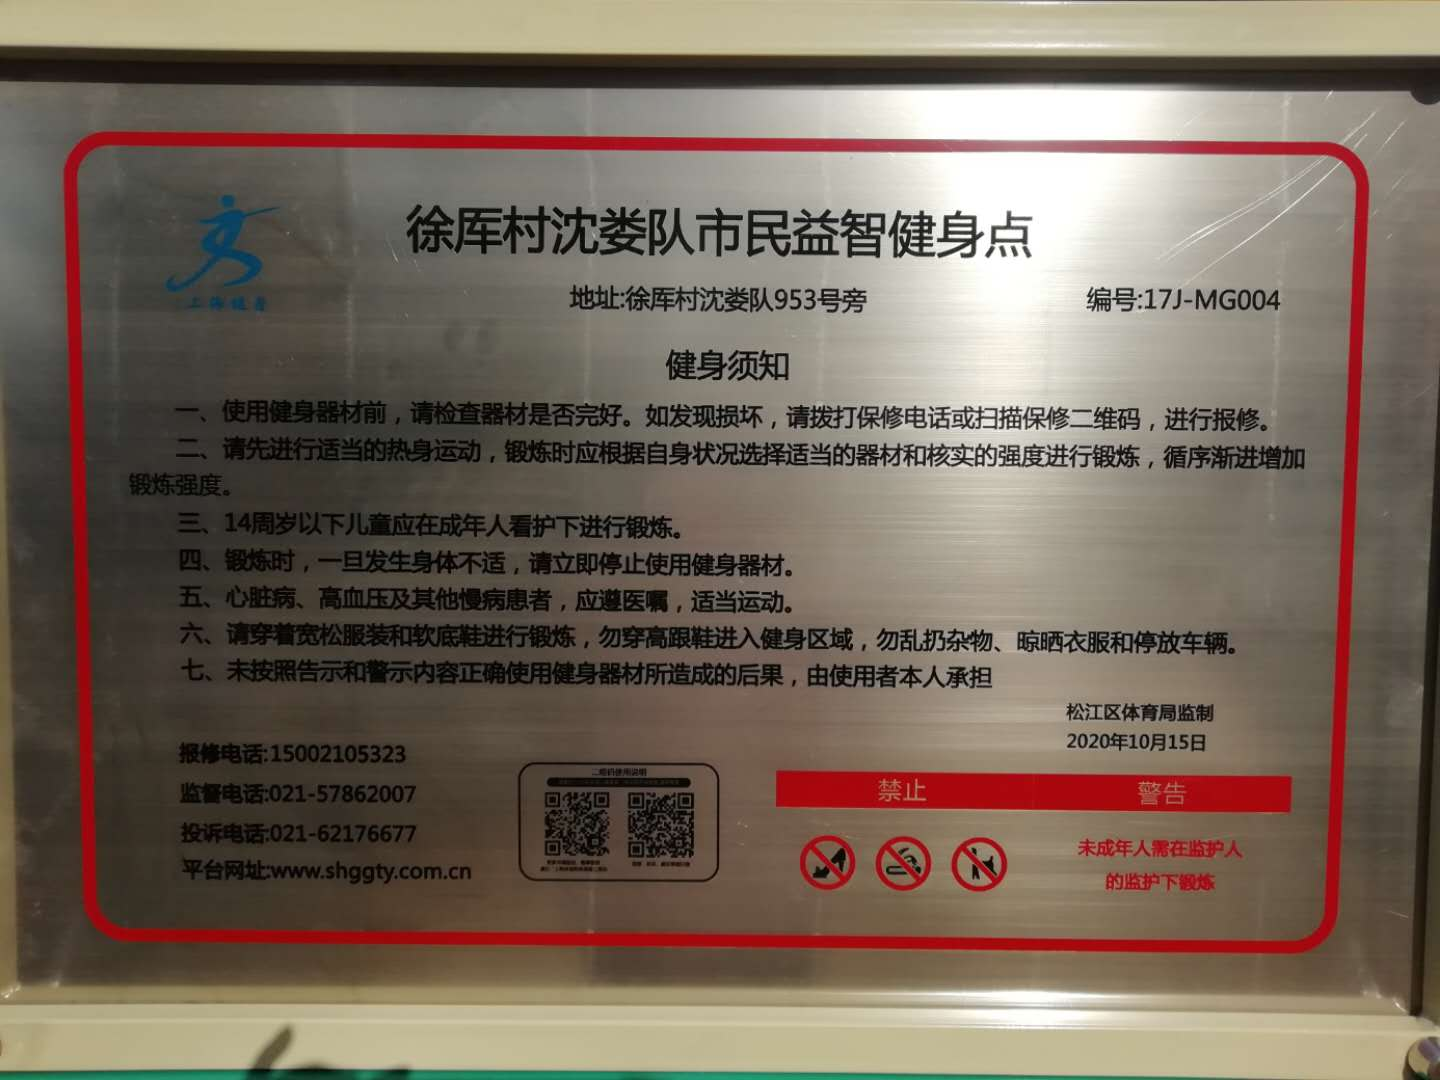 徐厍村沈娄队市民益智健身点
上海体育
地址:徐厍村沈娄队953号旁
编号:17J-MG004
健身须知
一、使用健身器材前，请检查器材是否完好。如发现损坏，请拨打保修电话或扫描保修二维码，进行报修。
二、请先进行适当的热身运动，锻炼时应根据自身状况选择适当的器材和核实的强度进行锻炼，循序渐进增加
锻炼强度。
三、14周岁以下儿童应在成年人看护下进行锻炼。
四、锻炼时，一旦发生身体不适，请立即停止使用健身器材。
五、心脏病、高血压及其他慢病患者，应遵医嘱，适当运动。
六、请穿着宽松服装和软底鞋进行锻炼，勿穿高跟鞋进入健身区域，勿乱扔杂物、晾晒衣服和停放车辆。
七、未按照告示和警示内容正确使用健身器材所造成的后果，由使用者本人承担
松江区体育局监制
2020年10月15日
报修电话:15002105323
监督电话:021-57862007
投诉电话:021-62176677
平台网址:www.shggty.com.cn
二维码使用说明
禁止
警告
未成年人需在监护人
的监护下锻炼